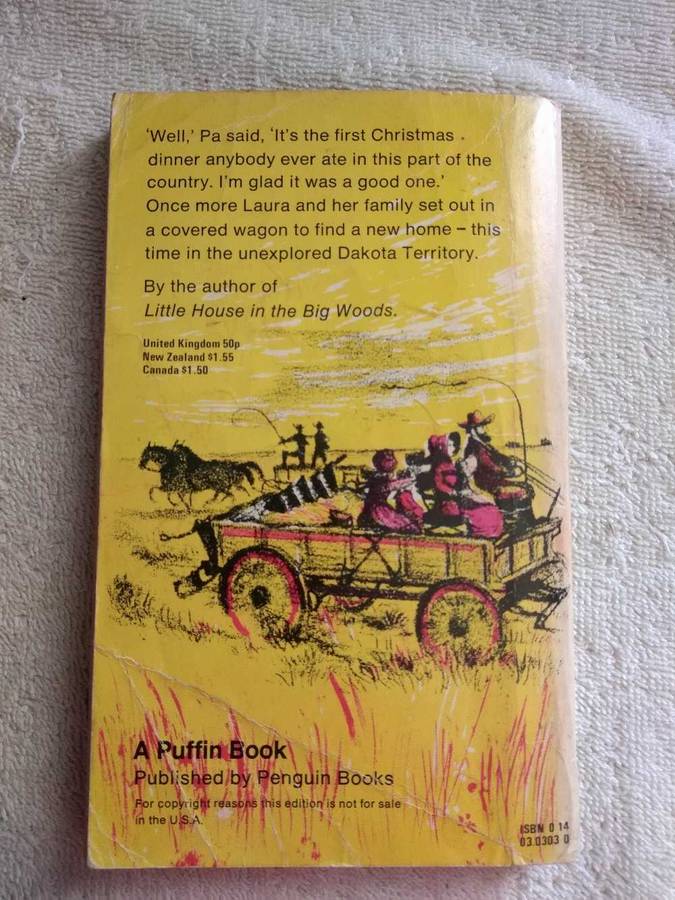 ‘Well,’ Pa said, ‘It’s the first Christmas
dinner anybody ever ate in this part of the
country. I’m glad it was a good one.’
Once more Laura and her family set out in
a covered wagon to find a new home – this
time in the unexplored Dakota Territory.
By the author of
Little House in the Big Woods.
United Kingdom 50p
New Zealand $1.55
Canada $1.50
A Puffin Book
Published by Penguin Books
For copyright reasons this edition is not for sale
in the U.S.A.
ISBN 0 14
03.0303 0